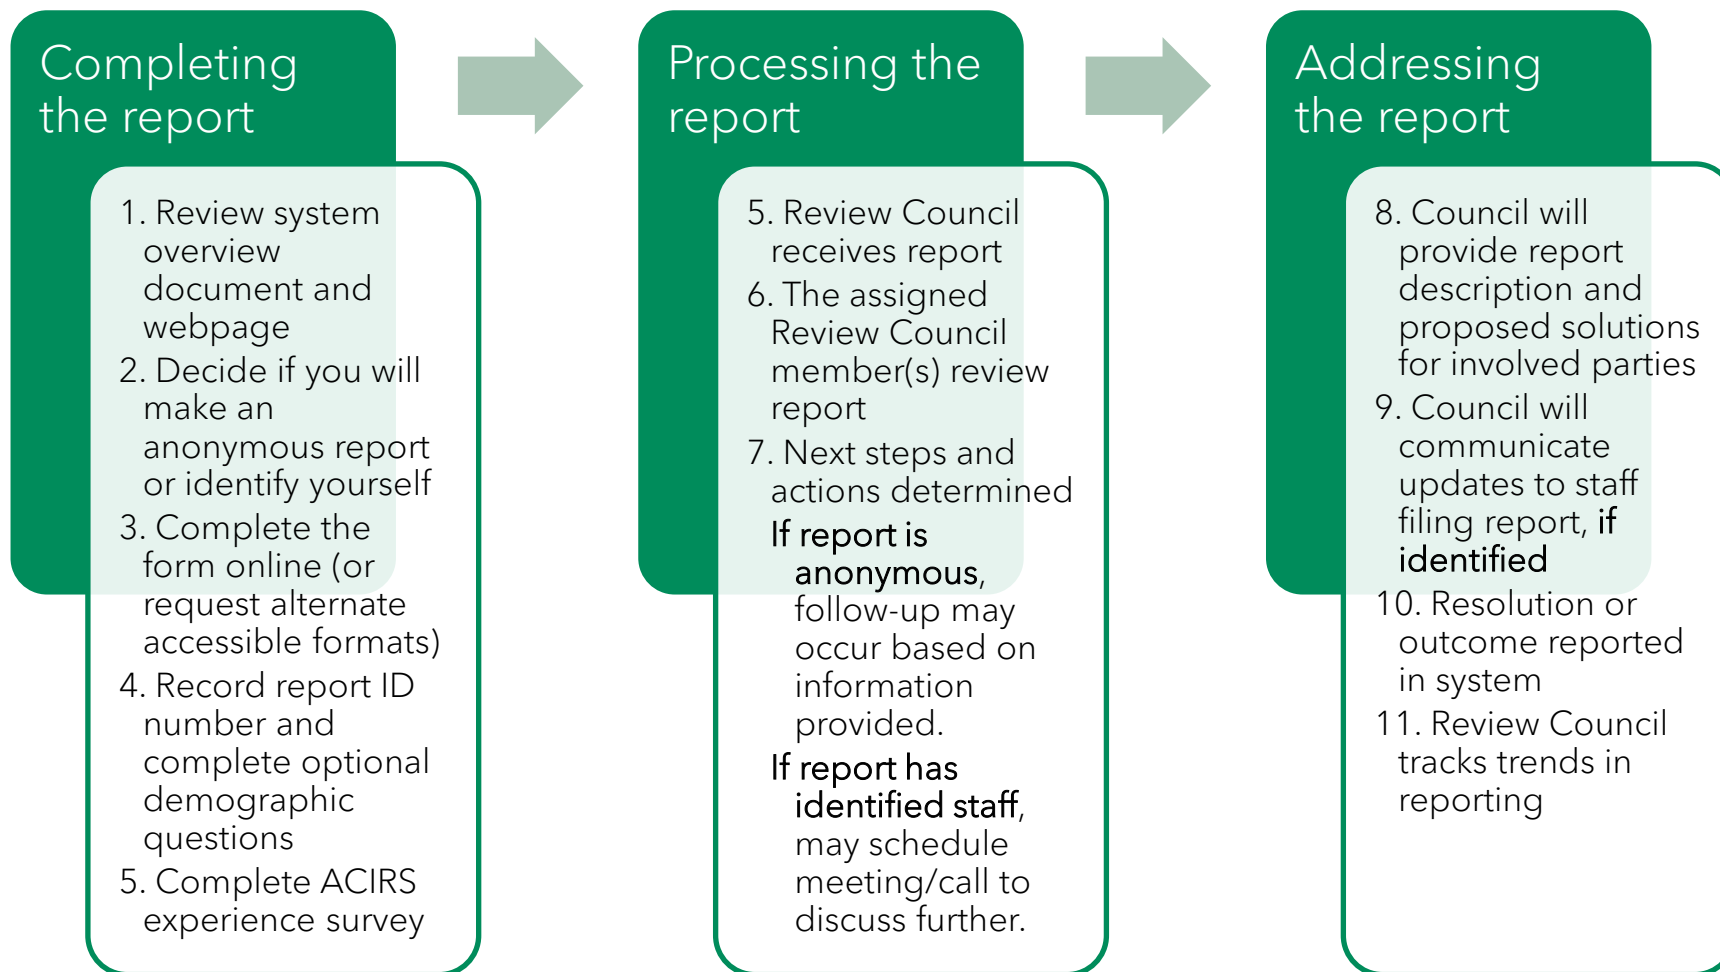 Completing
the report
1. Review system
overview
document and
webpage
2. Decide if you will
make an
anonymous report
or identify yourself
3. Complete the
form online (or
request alternate
accessible formats)
4. Record report ID
number and
complete optional
demographic
questions
5. Complete ACIRS
experience survey
Processing the
report
5. Review Council
receives report
6. The assigned
Review Council
member(s) review
report
7. Next steps and
actions determined
If report is
anonymous,
follow-up may
occur based on
information
provided.
If report has
identified staff,
may schedule
meeting/call to
discuss further.
Addressing
the report
8. Council will
provide report
description and
proposed solutions
for involved parties
9. Council will
communicate
updates to staff
filing report, if
identified
10. Resolution or
outcome reported
in system
11. Review Council
tracks trends in
reporting